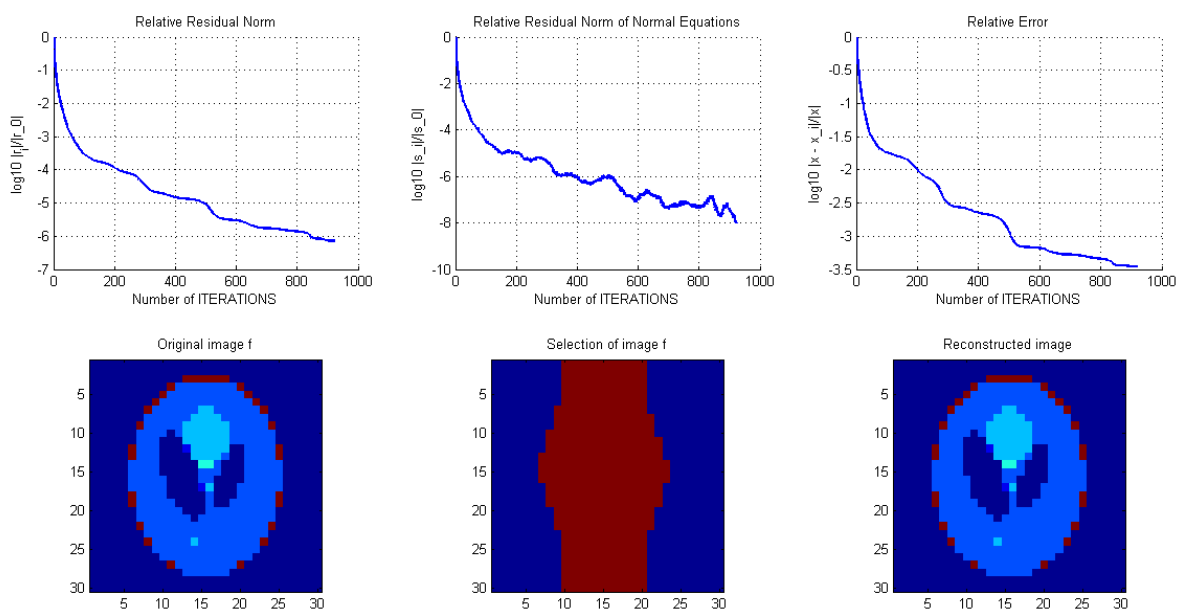 Relative Residual Norm
0
-1
-2
-3
-4
-5
-6
-7
log10 |r_i|/|r_0|
0 200 400 600 800 1000
Number of ITERATIONS
Relative Residual Norm of Normal Equations
0
-2
-4
-6
-8
-10
log10 |s_i|/|s_0|
0 200 400 600 800 1000
Number of ITERATIONS
Relative Error
0
-0.5
-1
-1.5
-2
-2.5
-3
-3.5
log10 |x - x_i|/|x|
0 200 400 600 800 1000
Number of ITERATIONS
Original image f
5
10
15
20
25
30
5 10 15 20 25 30
Selection of image f
5
10
15
20
25
30
5 10 15 20 25 30
Reconstructed image
5
10
15
20
25
30
5 10 15 20 25 30